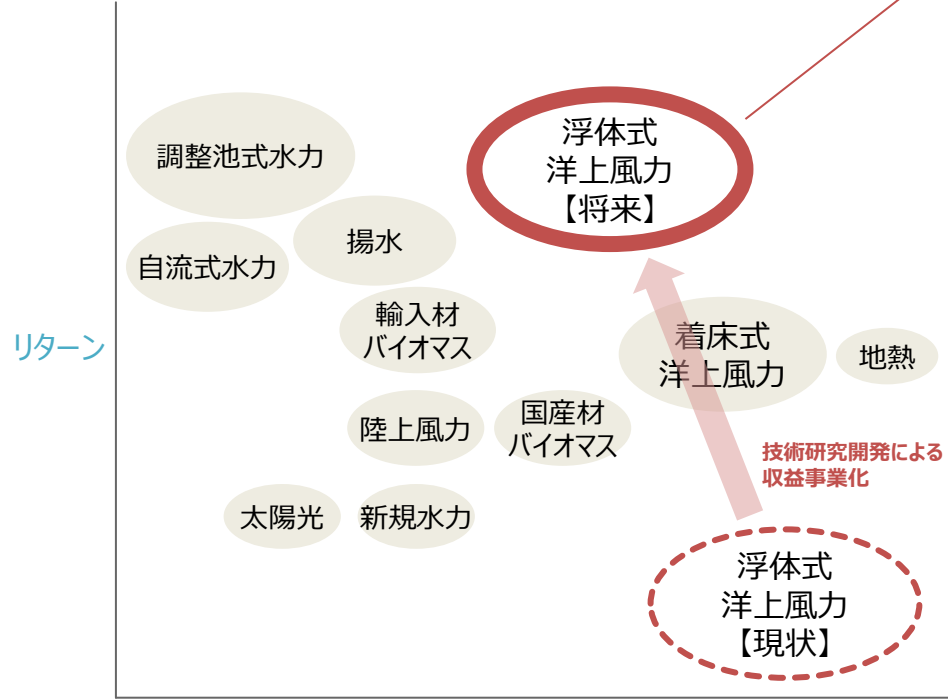 調整池式水力
浮体式
洋上風力
【将来】
揚水
自流式水力
輸入材
バイオマス
リターン
着床式
洋上風力
地熱
陸上風力
国産材
バイオマス
技術研究開発による
収益事業化
太陽光
新規水力
浮体式
洋上風力
【現状】